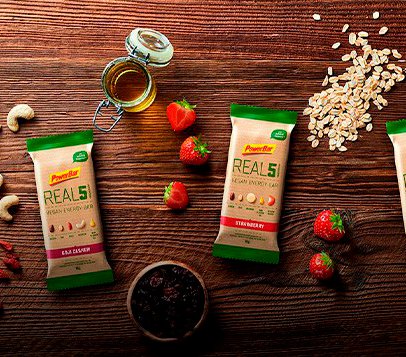 PowerBar
REAL5
VEGAN ENERGY BAR
GOJI CASHEW
PowerBar
REAL5
VEGAN ENERGY BAR
STRAWBERRY